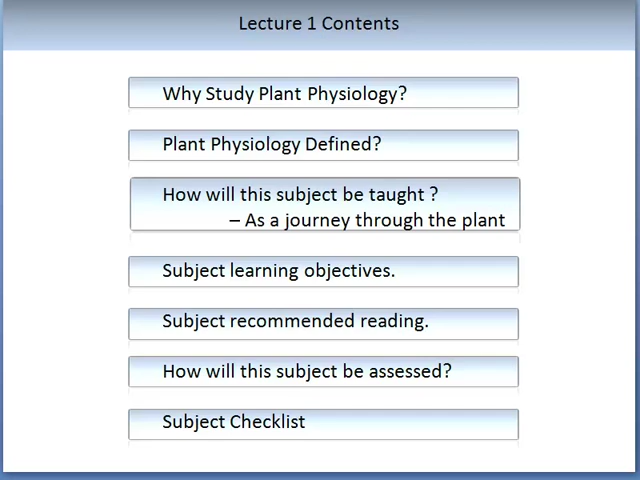 Lecture 1 Contents
Why Study Plant Physiology?
Plant Physiology Defined?
How will this subject be taught ?
– As a journey through the plant
Subject learning objectives.
Subject recommended reading.
How will this subject be assessed?
Subject Checklist